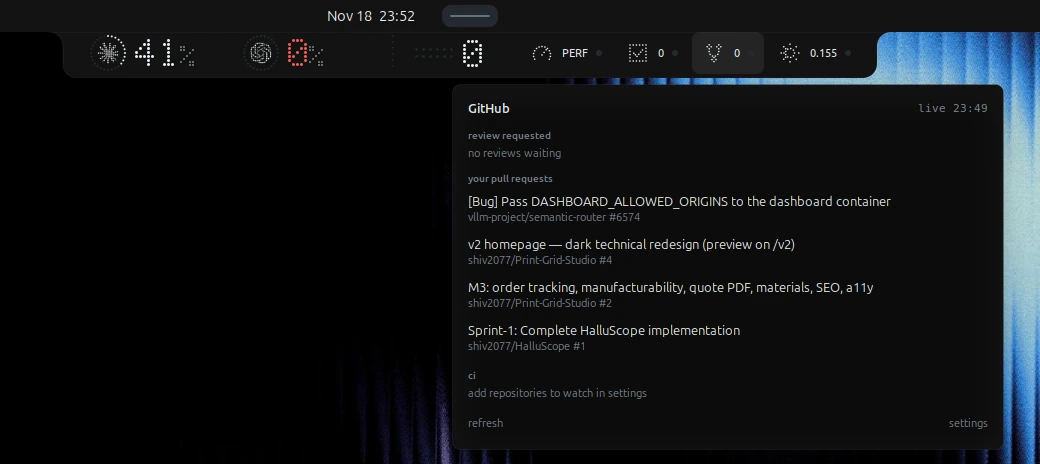 Nov 18 23:52
41% 0% 0 PERF 0 0 0.155
GitHub live 23:49
review requested
no reviews waiting
your pull requests
[Bug] Pass DASHBOARD_ALLOWED_ORIGINS to the dashboard container
vllm-project/semantic-router #6574
v2 homepage — dark technical redesign (preview on /v2)
shiv2077/Print-Grid-Studio #4
M3: order tracking, manufacturability, quote PDF, materials, SEO, a11y
shiv2077/Print-Grid-Studio #2
Sprint-1: Complete HalluScope implementation
shiv2077/HalluScope #1
ci
add repositories to watch in settings
refresh settings